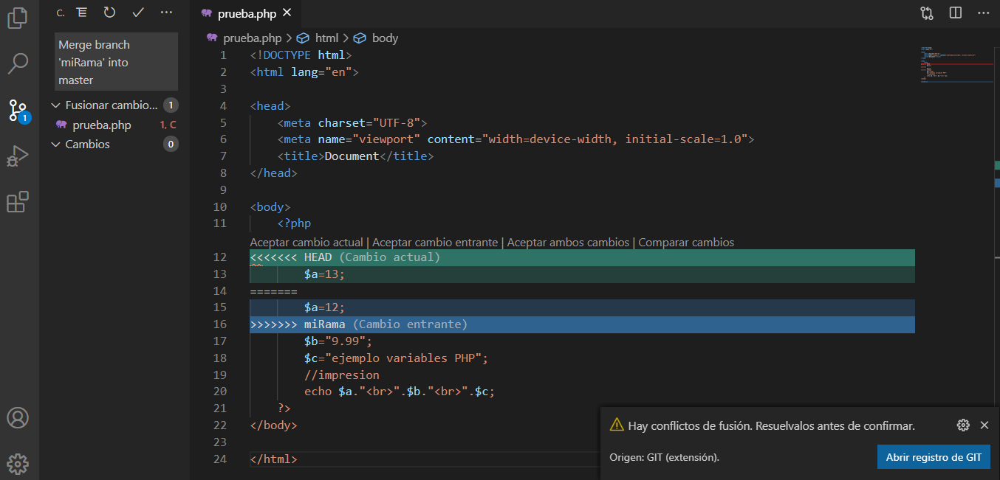 C.
prueba.php
Merge branch
'miRama' into
master
Fusionar cambio... 1
prueba.php 1, C
Cambios 0
1
prueba.php > html > body
1 <!DOCTYPE html>
2 <html lang="en">
3
4 <head>
5 <meta charset="UTF-8">
6 <meta name="viewport" content="width=device-width, initial-scale=1.0">
7 <title>Document</title>
8 </head>
9
10 <body>
11 <?php
Aceptar cambio actual | Aceptar cambio entrante | Aceptar ambos cambios | Comparar cambios
12 <<<<<<< HEAD (Cambio actual)
13 $a=13;
14 =======
15 $a=12;
16 >>>>>>> miRama (Cambio entrante)
17 $b="9.99";
18 $c="ejemplo variables PHP";
19 //impresion
20 echo $a."<br>".$b."<br>".$c;
21 ?>
22 </body>
23
24 </html>
Hay conflictos de fusión. Resuelvalos antes de confirmar.
Origen: GIT (extensión).
Abrir registro de GIT